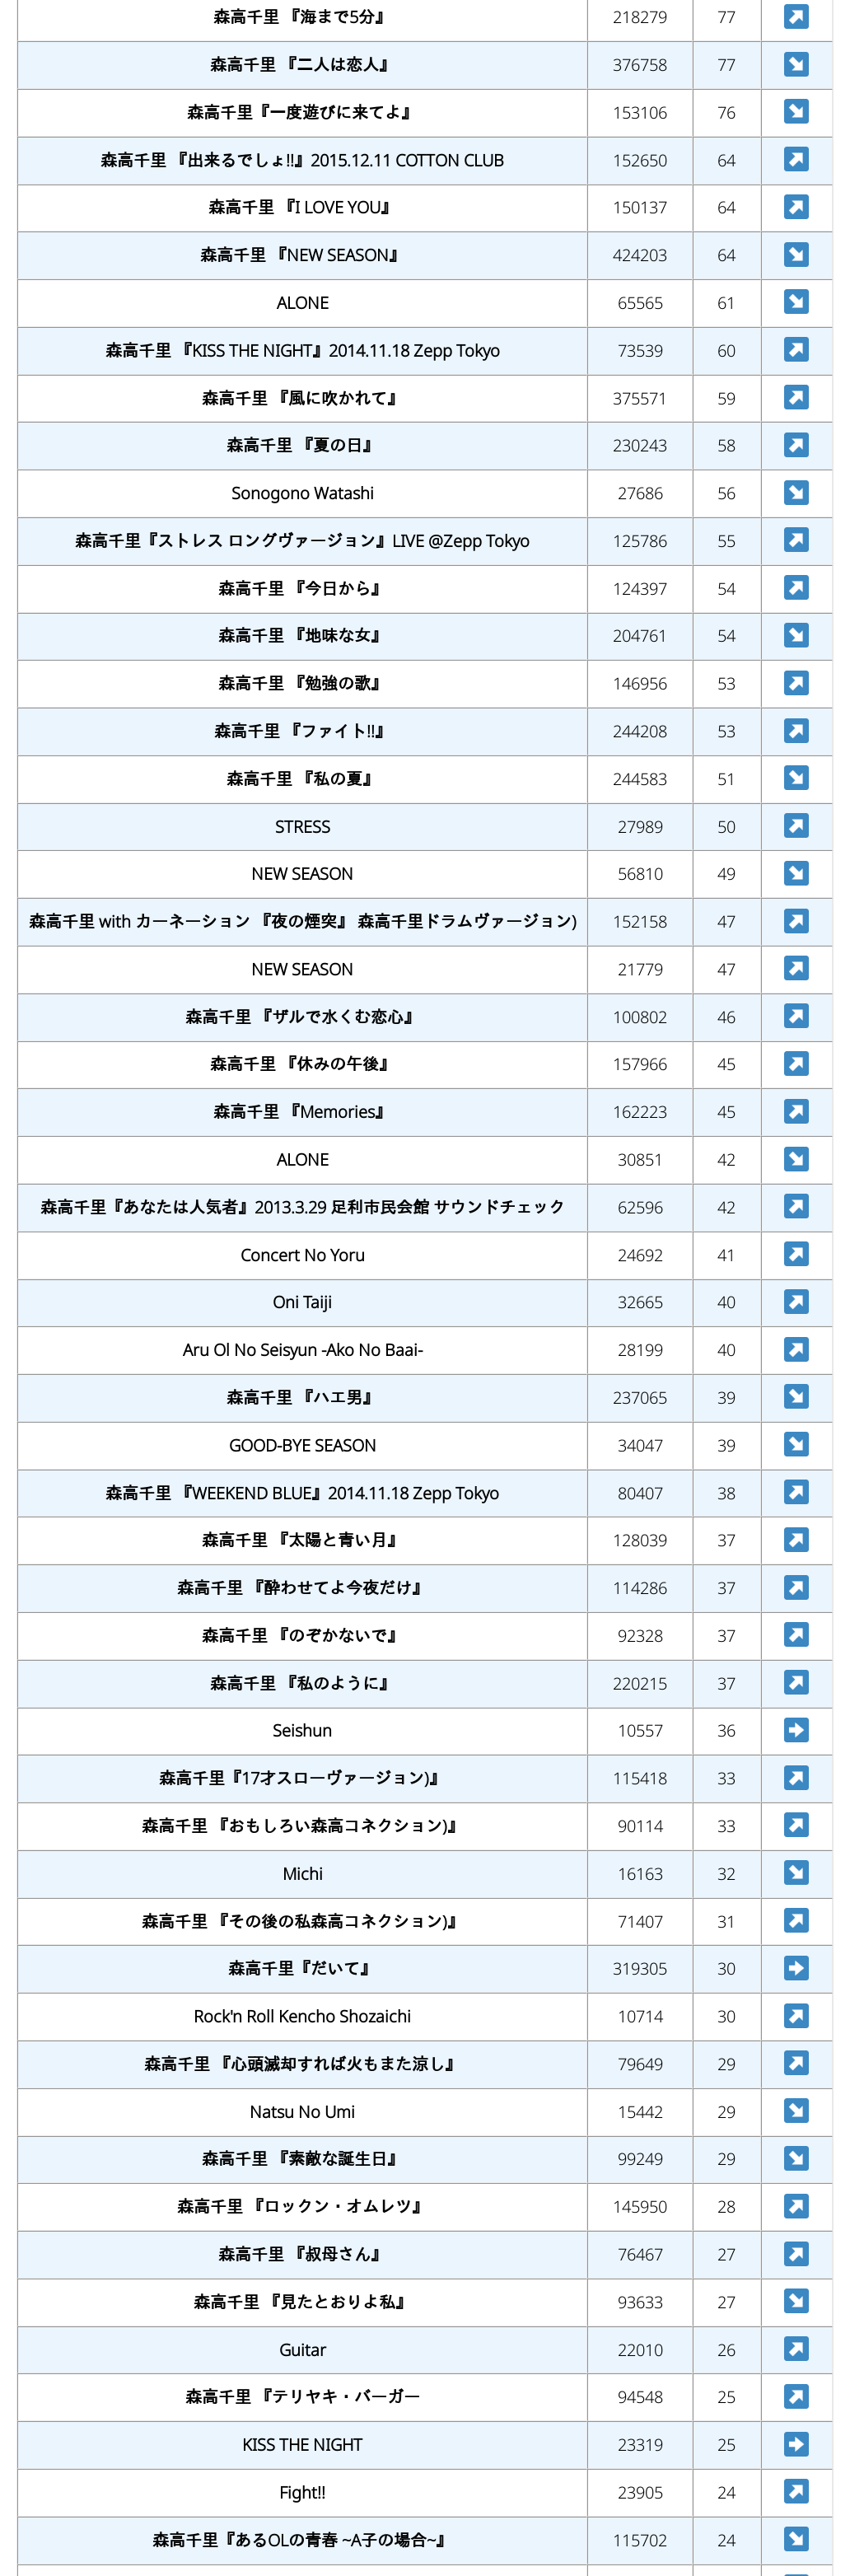 森高千里 『海まで5分』 218279 77
森高千里 『二人は恋人』 376758 77
森高千里『一度遊びに来てよ』 153106 76
森高千里 『出来るでしょ!!』2015.12.11 COTTON CLUB 152650 64
森高千里 『I LOVE YOU』 150137 64
森高千里 『NEW SEASON』 424203 64
ALONE 65565 61
森高千里 『KISS THE NIGHT』2014.11.18 Zepp Tokyo 73539 60
森高千里 『風に吹かれて』 375571 59
森高千里 『夏の日』 230243 58
Sonogono Watashi 27686 56
森高千里『ストレス ロングヴァージョン』LIVE @Zepp Tokyo 125786 55
森高千里 『今日から』 124397 54
森高千里 『地味な女』 204761 54
森高千里 『勉強の歌』 146956 53
森高千里 『ファイト!!』 244208 53
森高千里 『私の夏』 244583 51
STRESS 27989 50
NEW SEASON 56810 49
森高千里 with カーネーション 『夜の煙突』 森高千里ドラムヴァージョン) 152158 47
NEW SEASON 21779 47
森高千里 『ザルで水くむ恋心』 100802 46
森高千里 『休みの午後』 157966 45
森高千里 『Memories』 162223 45
ALONE 30851 42
森高千里『あなたは人気者』2013.3.29 足利市民会館 サウンドチェック 62596 42
Concert No Yoru 24692 41
Oni Taiji 32665 40
Aru Ol No Seisyun -Ako No Baai- 28199 40
森高千里 『ハエ男』 237065 39
GOOD-BYE SEASON 34047 39
森高千里 『WEEKEND BLUE』2014.11.18 Zepp Tokyo 80407 38
森高千里 『太陽と青い月』 128039 37
森高千里 『酔わせてよ今夜だけ』 114286 37
森高千里 『のぞかないで』 92328 37
森高千里 『私のように』 220215 37
Seishun 10557 36
森高千里『17才スローヴァージョン)』 115418 33
森高千里 『おもしろい森高コネクション)』 90114 33
Michi 16163 32
森高千里 『その後の私森高コネクション)』 71407 31
森高千里『だいて』 319305 30
Rock'n Roll Kencho Shozaichi 10714 30
森高千里 『心頭滅却すれば火もまた涼し』 79649 29
Natsu No Umi 15442 29
森高千里 『素敵な誕生日』 99249 29
森高千里 『ロックン・オムレツ』 145950 28
森高千里 『叔母さん』 76467 27
森高千里 『見たとおりよ私』 93633 27
Guitar 22010 26
森高千里 『テリヤキ・バーガー 94548 25
KISS THE NIGHT 23319 25
Fight!! 23905 24
森高千里『あるOLの青春 ~A子の場合~』 115702 24